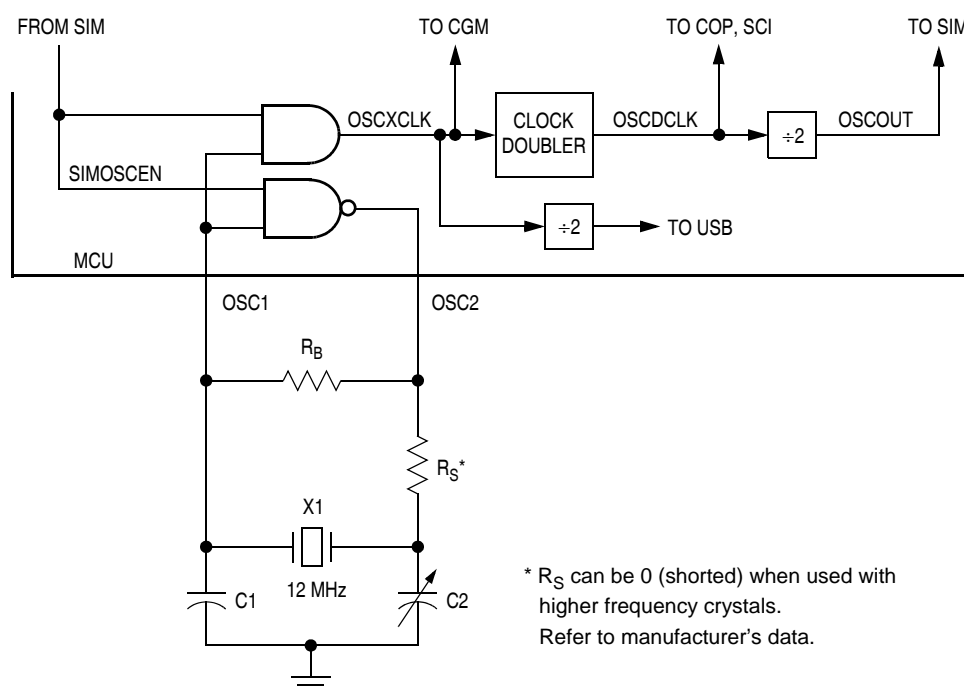 FROM SIM
TO CGM
TO COP, SCI
TO SIM
OSCXCLK
CLOCK
DOUBLER
OSCDCLK
÷2
OSCOUT
SIMOSCEN
÷2
TO USB
MCU
OSC1
OSC2
RB
RS*
X1
12 MHz
C1
C2
* RS can be 0 (shorted) when used with
higher frequency crystals.
Refer to manufacturer's data.